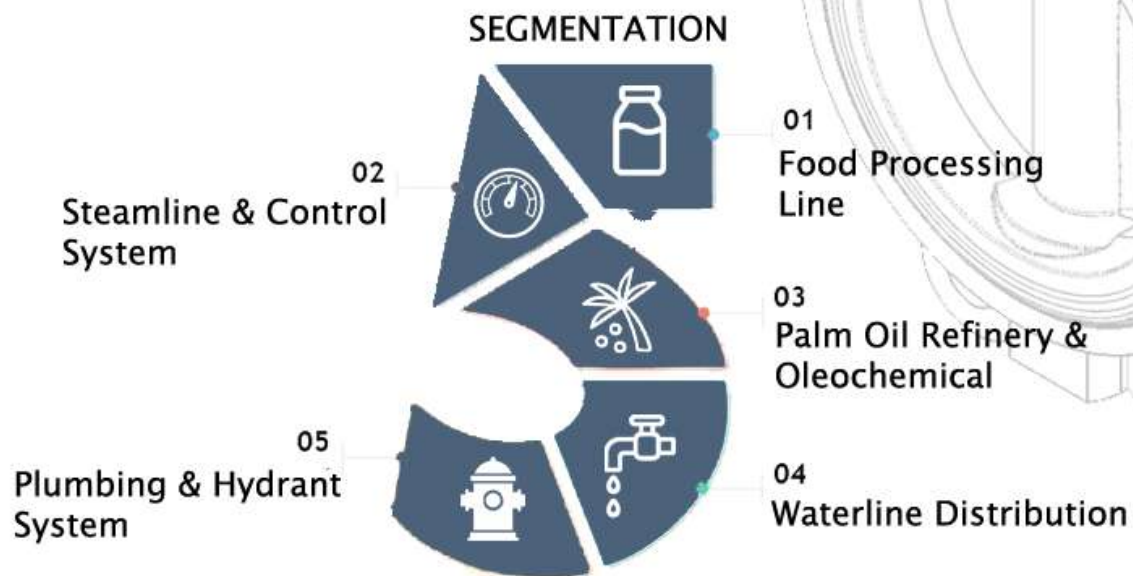 SEGMENTATION
01
Food Processing
Line
02
Steamline & Control
System
03
Palm Oil Refinery &
Oleochemical
04
Waterline Distribution
05
Plumbing & Hydrant
System